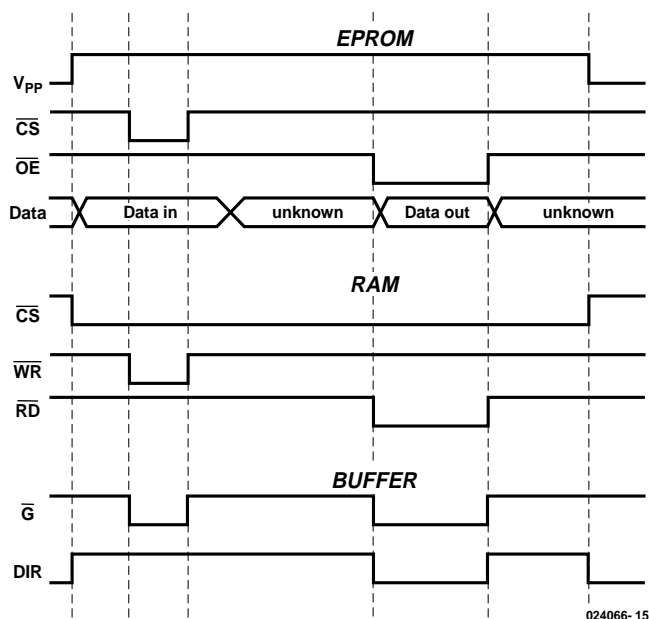 EPROM
VPP
CS
OE
Data Data in unknown Data out unknown
RAM
CS
WR
RD
BUFFER
G
DIR
024066- 15